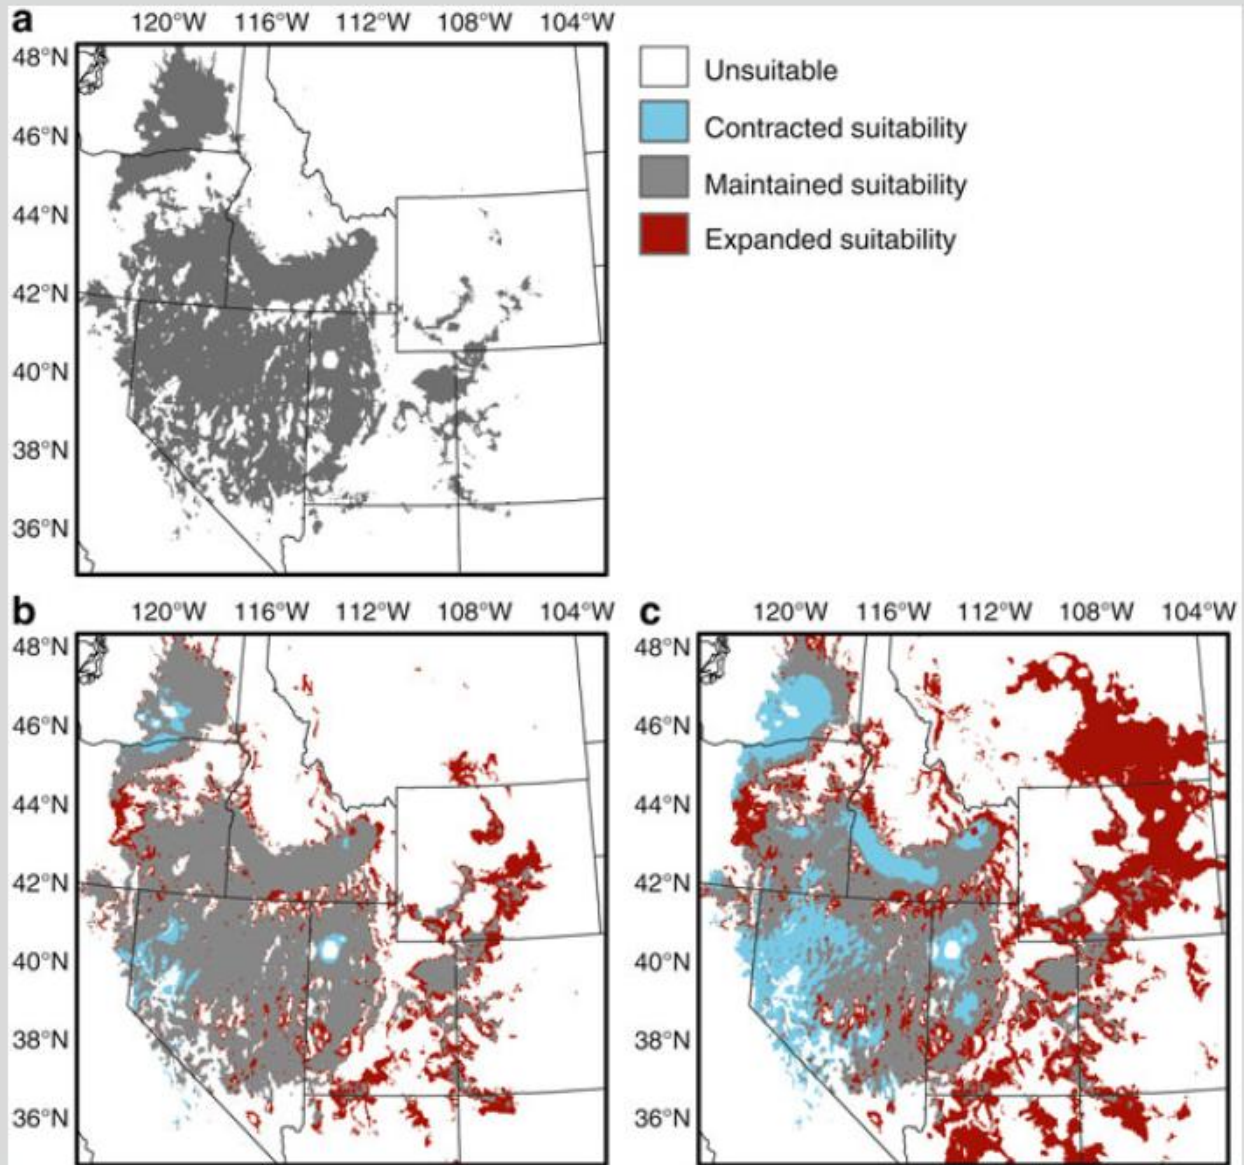 a
120°W 116°W 112°W 108°W 104°W
48°N
46°N
44°N
42°N
40°N
38°N
36°N
Unsuitable
Contracted suitability
Maintained suitability
Expanded suitability
b
120°W 116°W 112°W 108°W 104°W
48°N
46°N
44°N
42°N
40°N
38°N
36°N
c
120°W 116°W 112°W 108°W 104°W
48°N
46°N
44°N
42°N
40°N
38°N
36°N